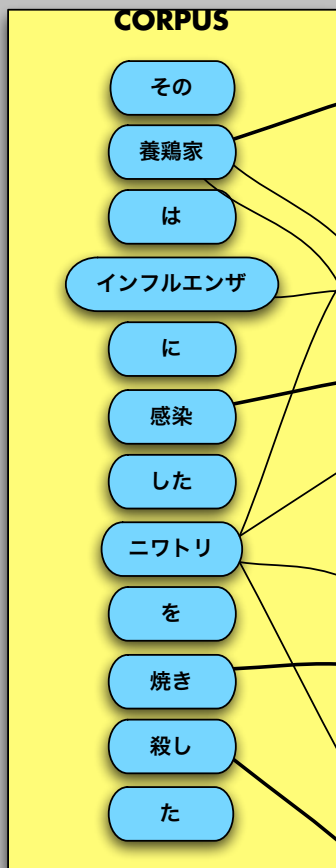 CORPUS
その
養鶏家
は
インフルエンザ
に
感染
した
ニワトリ
を
焼き
殺し
た